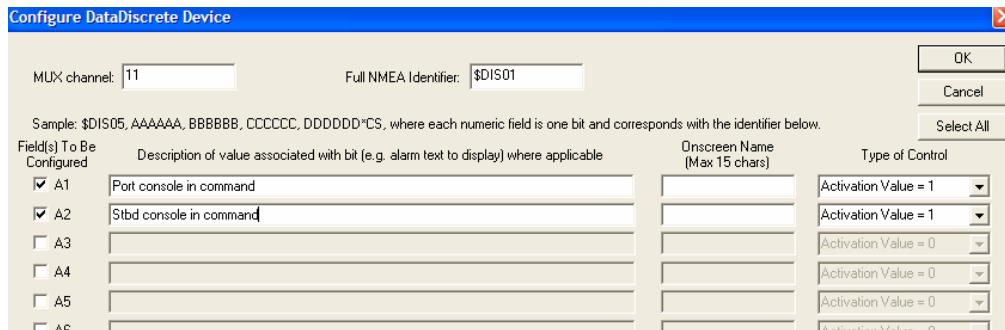 Configure DataDiscrete Device
OK
MUX channel: 11 Full NMEA Identifier: $DIS01
Cancel
Sample: $DIS05, AAAAAA, BBBBBB, CCCCCC, DDDDDD*CS, where each numeric field is one bit and corresponds with the identifier below.
Select All
Field(s) To Be Configured Description of value associated with bit (e.g. alarm text to display) where applicable Onscreen Name (Max 15 chars) Type of Control
A1 Port console in command Activation Value = 1
A2 Stbd console in command Activation Value = 1
A3 Activation Value = 0
A4 Activation Value = 0
A5 Activation Value = 0
A6 Activation Value = 0